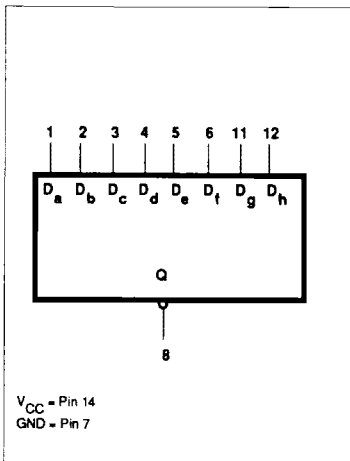 1 2 3 4 5 6 11 12
Da Db Dc Dd De Df Dg Dh
Q
8
VCC = Pin 14
GND = Pin 7